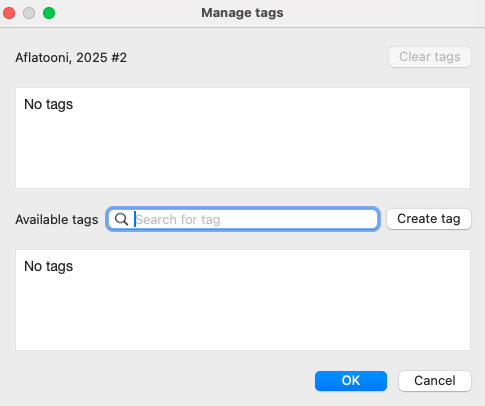 Manage tags
Aflatooni, 2025 #2
Clear tags
No tags
Available tags
Search for tag
Create tag
No tags
OK
Cancel